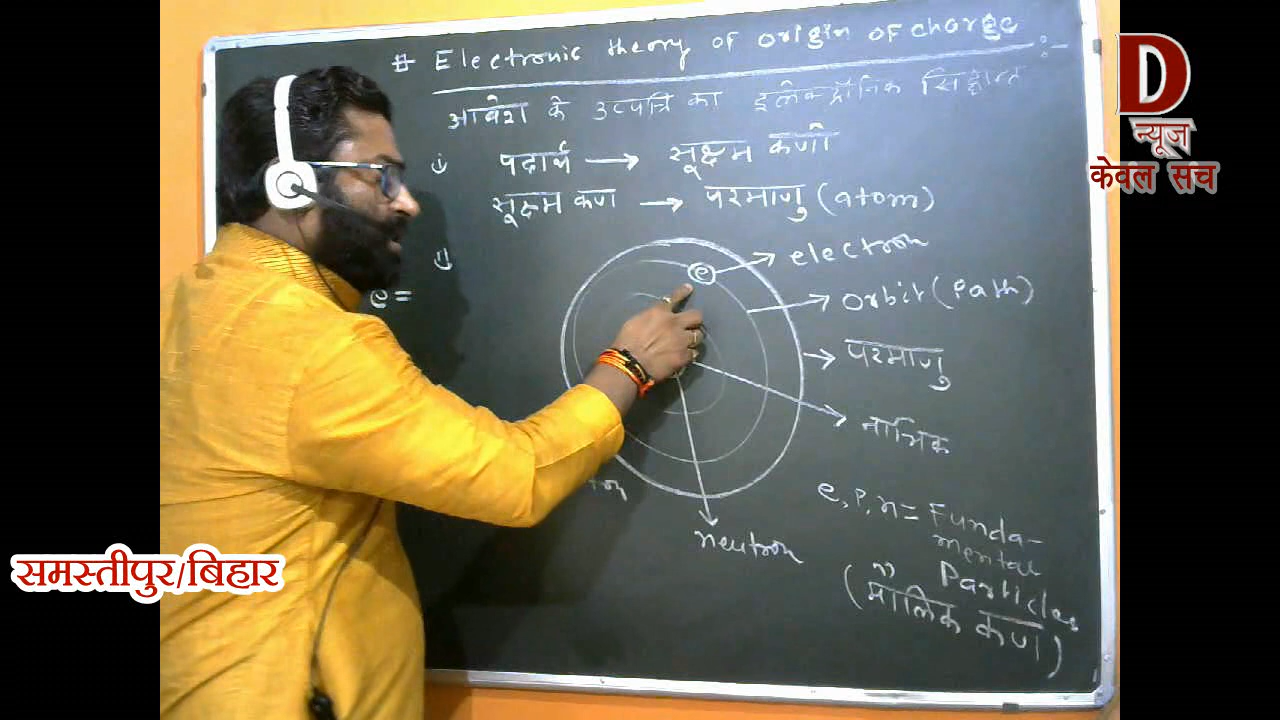 # Electronic theory of origin of charge :-
आवेश के उत्पत्ति का इलेक्ट्रॉनिक सिद्धान्त
i) पदार्थ → सूक्ष्म कणों
सूक्ष्म कण → परमाणु (atom)
ii)
e =
e → electron
→ orbit (Path)
→ परमाणु
→ नाभिक
neutron
e, P, n = Funda-
mental
Particles
(मौलिक कण)
D
न्यूज
केवल सच
समस्तीपुर/बिहार